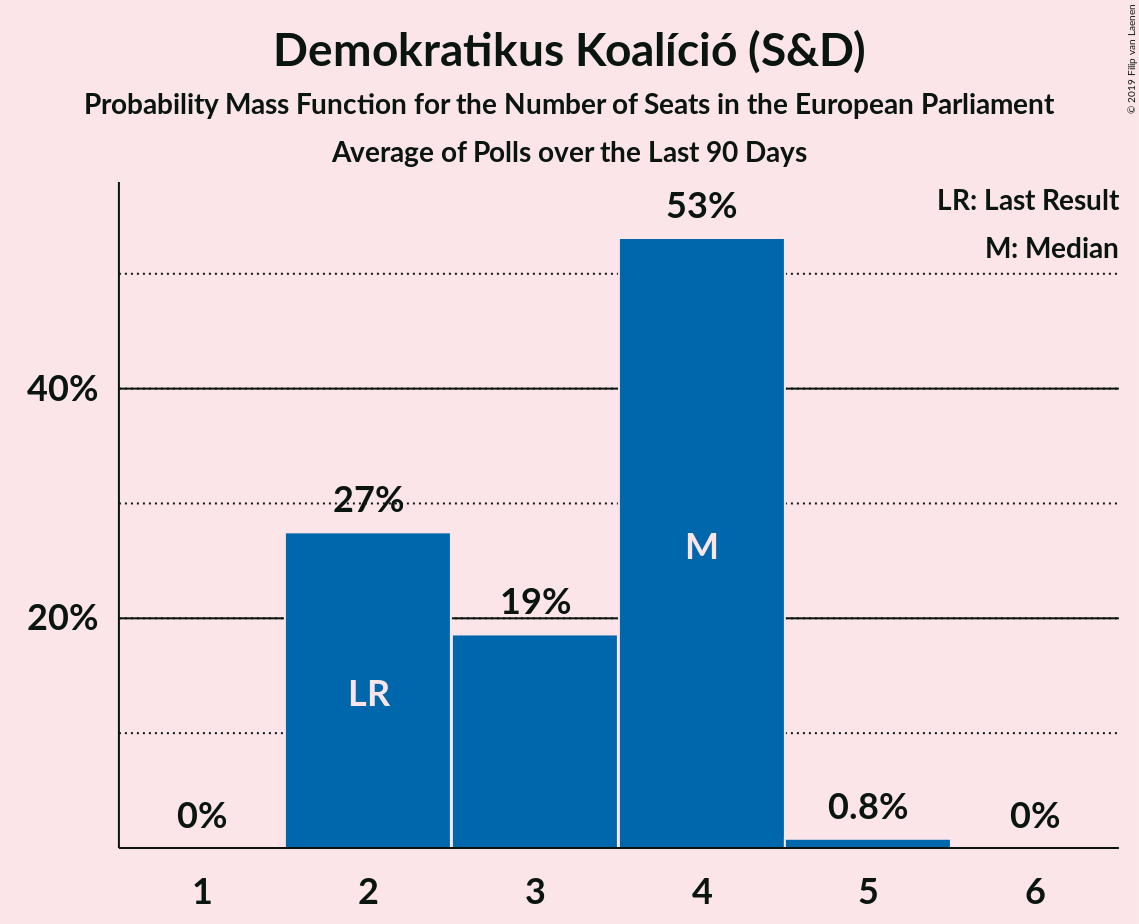 Demokratikus Koalíció (S&D)
Probability Mass Function for the Number of Seats in the European Parliament
Average of Polls over the Last 90 Days
© 2019 Filip van Laenen
LR: Last Result
M: Median
53%
40%
27%
M
19%
20%
LR
0%
0.8%
0%
1 2 3 4 5 6